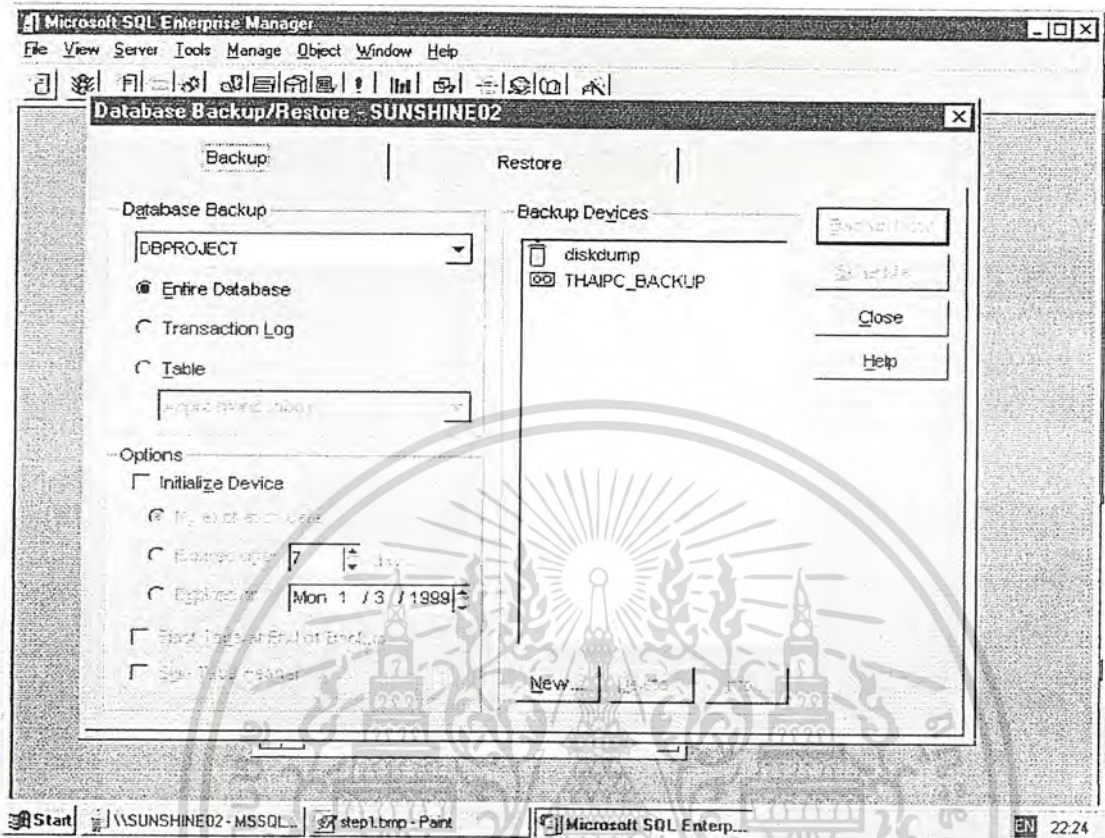 Microsoft SQL Enterprise Manager
File View Server Tools Manage Object Window Help
Database Backup/Restore - SUNSHINE02
Backup
Restore
Database Backup
DBPROJECT
Entire Database
Transaction Log
Table
Options
Initialize Device
7
Mon 1 / 3 / 1999
Backup Devices
diskdump
THAIPC_BACKUP
Close
Help
New...
Start
\\SUNSHINE02 - MSSQL...
step1.bmp - Paint
Microsoft SQL Enterp...
EN 22:24